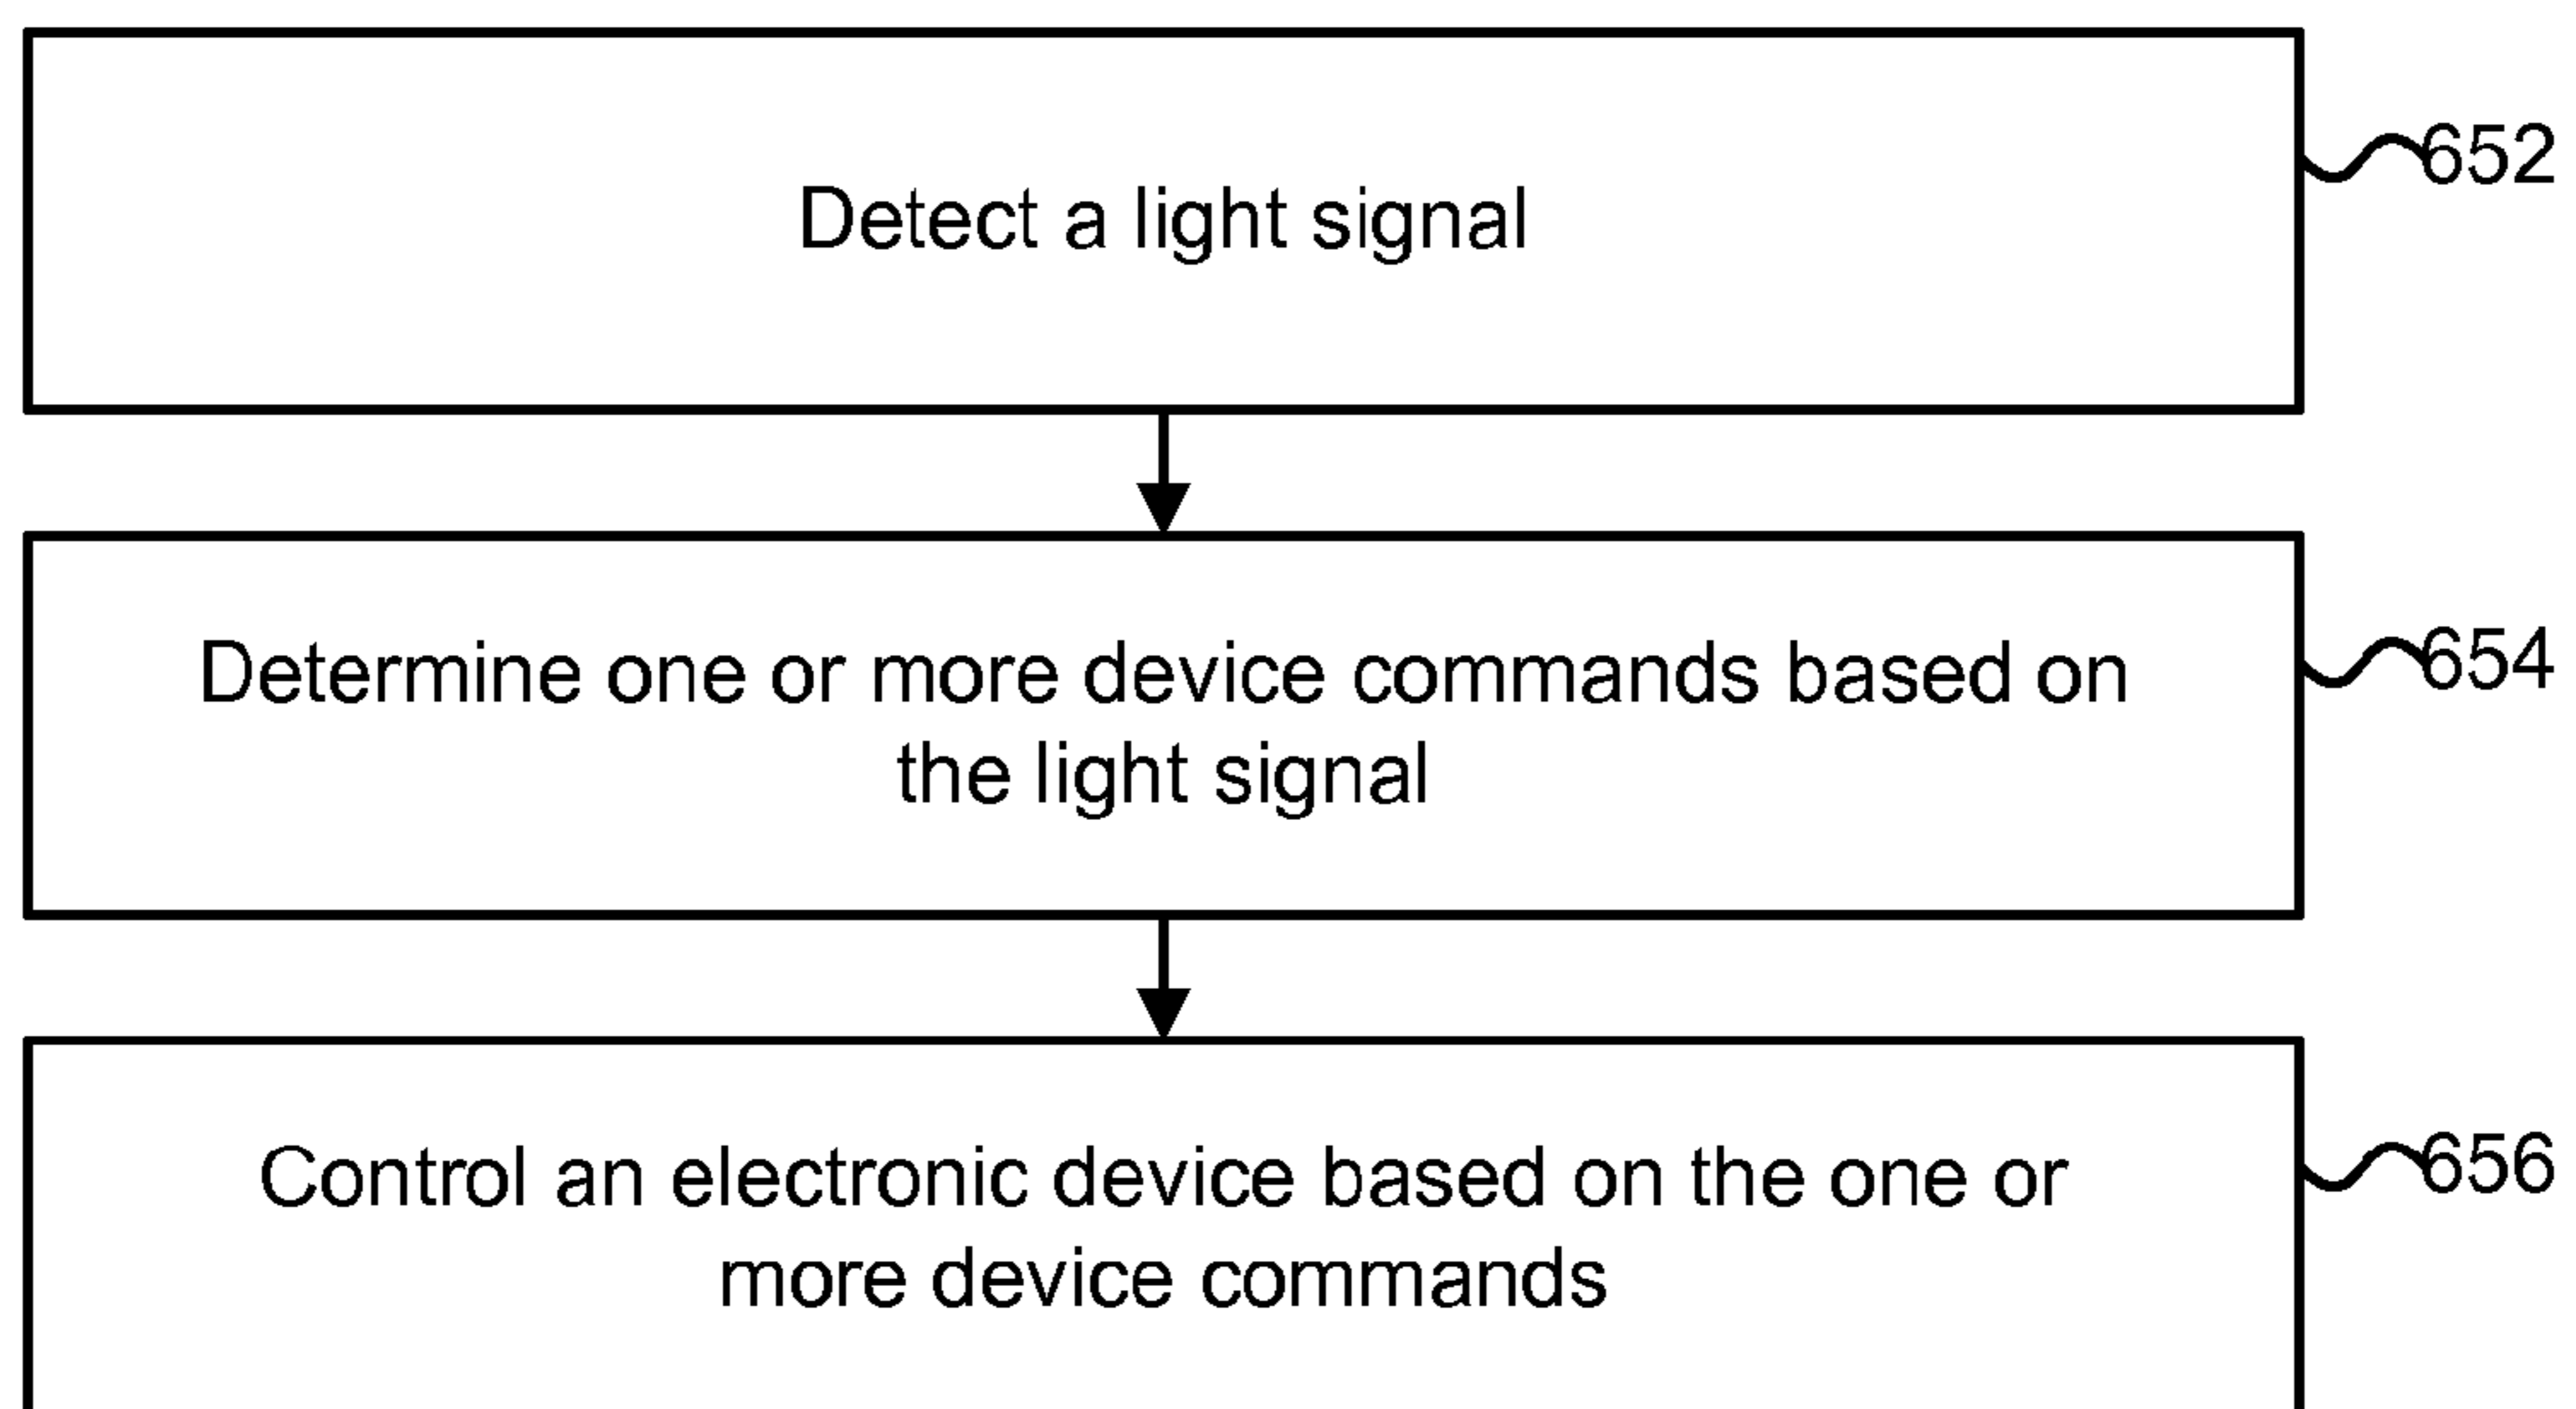 Detect a light signal
652
Determine one or more device commands based on
the light signal
654
Control an electronic device based on the one or
more device commands
656